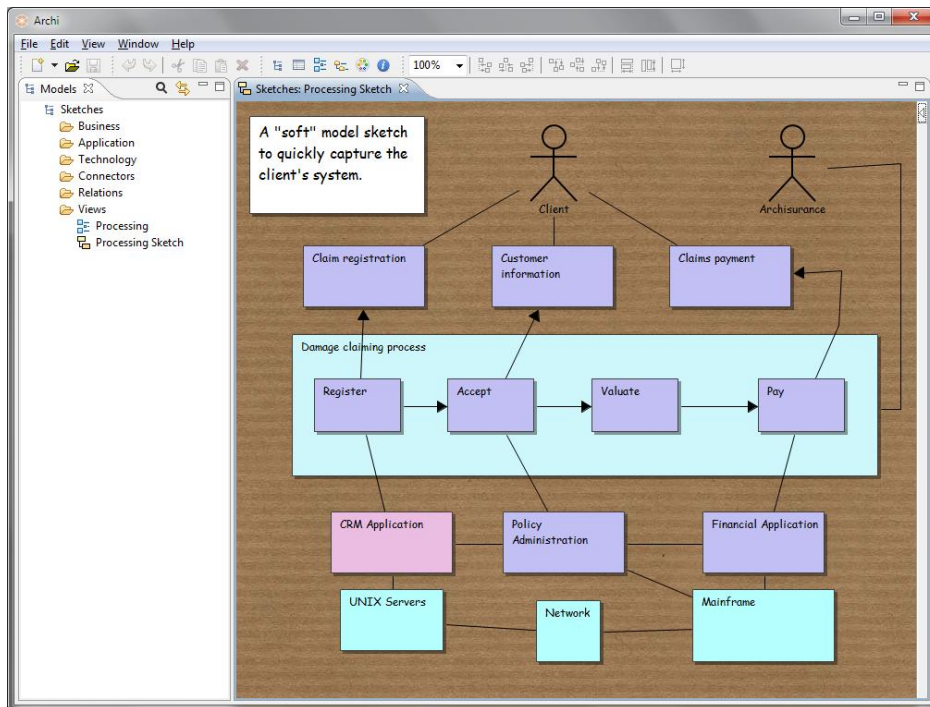 Archi
File Edit View Window Help
100%
Models
Sketches: Processing Sketch
Sketches
Business
Application
Technology
Connectors
Relations
Views
Processing
Processing Sketch
A "soft" model sketch
to quickly capture the
client's system.
Client
Archisurance
Claim registration
Customer
information
Claims payment
Damage claiming process
Register
Accept
Valuate
Pay
CRM Application
Policy
Administration
Financial Application
UNIX Servers
Network
Mainframe